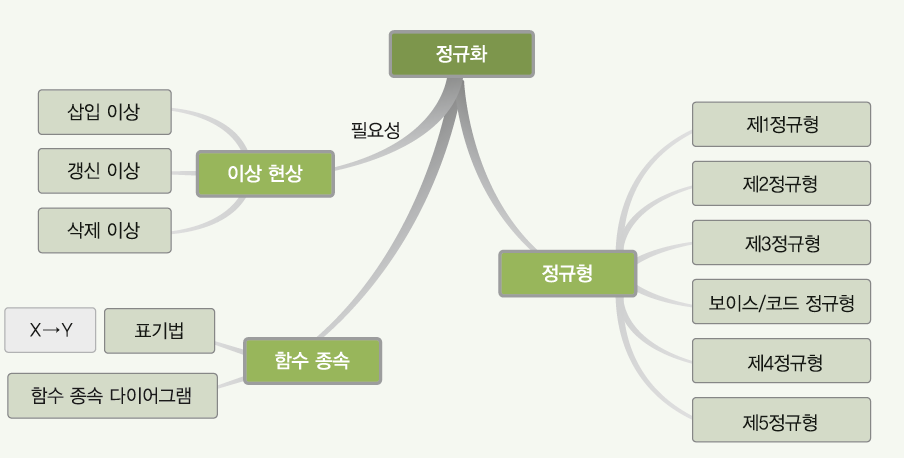 정규화
필요성
이상 현상
삽입 이상
갱신 이상
삭제 이상
함수 종속
표기법
X→Y
함수 종속 다이어그램
정규형
제1정규형
제2정규형
제3정규형
보이스/코드 정규형
제4정규형
제5정규형